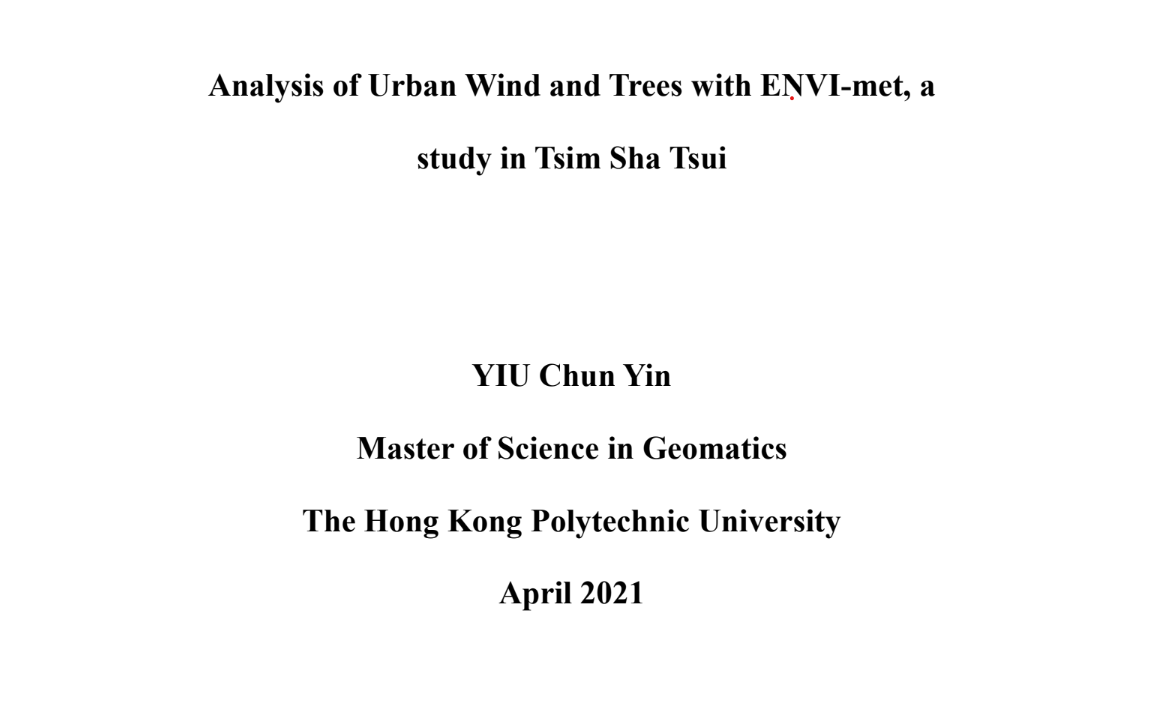 Analysis of Urban Wind and Trees with ENVI-met, a
study in Tsim Sha Tsui
YIU Chun Yin
Master of Science in Geomatics
The Hong Kong Polytechnic University
April 2021